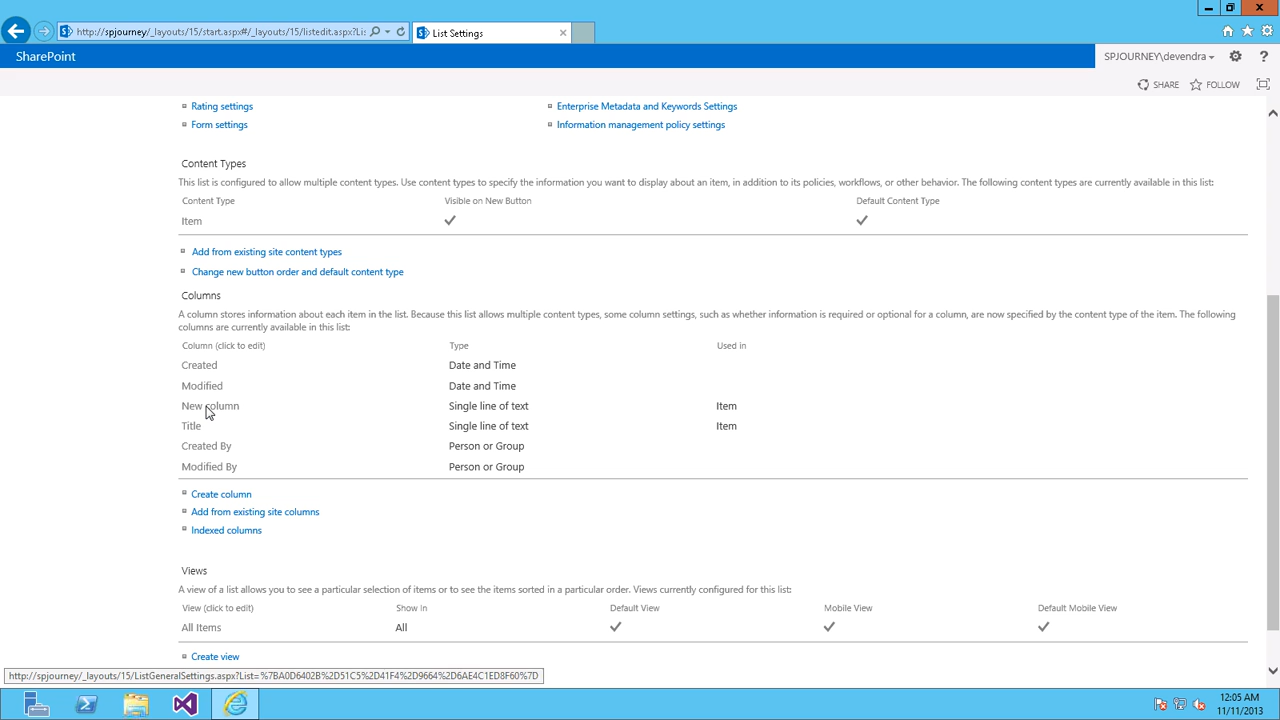 http://spjourney/_layouts/15/start.aspx#/_layouts/15/listedit.aspx?Li
List Settings
SharePoint
SPJOURNEY\devendra
?
SHARE
FOLLOW
Rating settings
Enterprise Metadata and Keywords Settings
Form settings
Information management policy settings
Content Types
This list is configured to allow multiple content types. Use content types to specify the information you want to display about an item, in addition to its policies, workflows, or other behavior. The following content types are currently available in this list:
Content Type Visible on New Button Default Content Type
Item
Add from existing site content types
Change new button order and default content type
Columns
A column stores information about each item in the list. Because this list allows multiple content types, some column settings, such as whether information is required or optional for a column, are now specified by the content type of the item. The following
columns are currently available in this list:
Column (click to edit) Type Used in
Created Date and Time
Modified Date and Time
New column Single line of text Item
Title Single line of text Item
Created By Person or Group
Modified By Person or Group
Create column
Add from existing site columns
Indexed columns
Views
A view of a list allows you to see a particular selection of items or to see the items sorted in a particular order. Views currently configured for this list:
View (click to edit) Show In Default View Mobile View Default Mobile View
All Items All
Create view
http://spjourney/_layouts/15/ListGeneralSettings.aspx?List=%7BA0D6402B%2D51C5%2D41F4%2D9664%2D6AE4C1ED8F60%7D
12:05 AM
11/11/2013